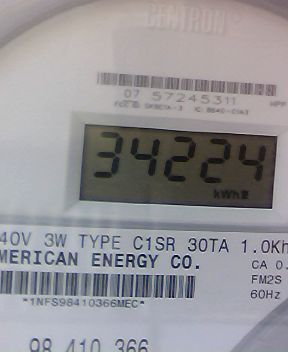 CENTRON
07 57245311
34224
kWh
40V 3W TYPE C1SR 30TA 1.0Kh
MERICAN ENERGY CO.
CA 0.
FM2S
*1NFS98410366MEC*
60Hz
98 410 366